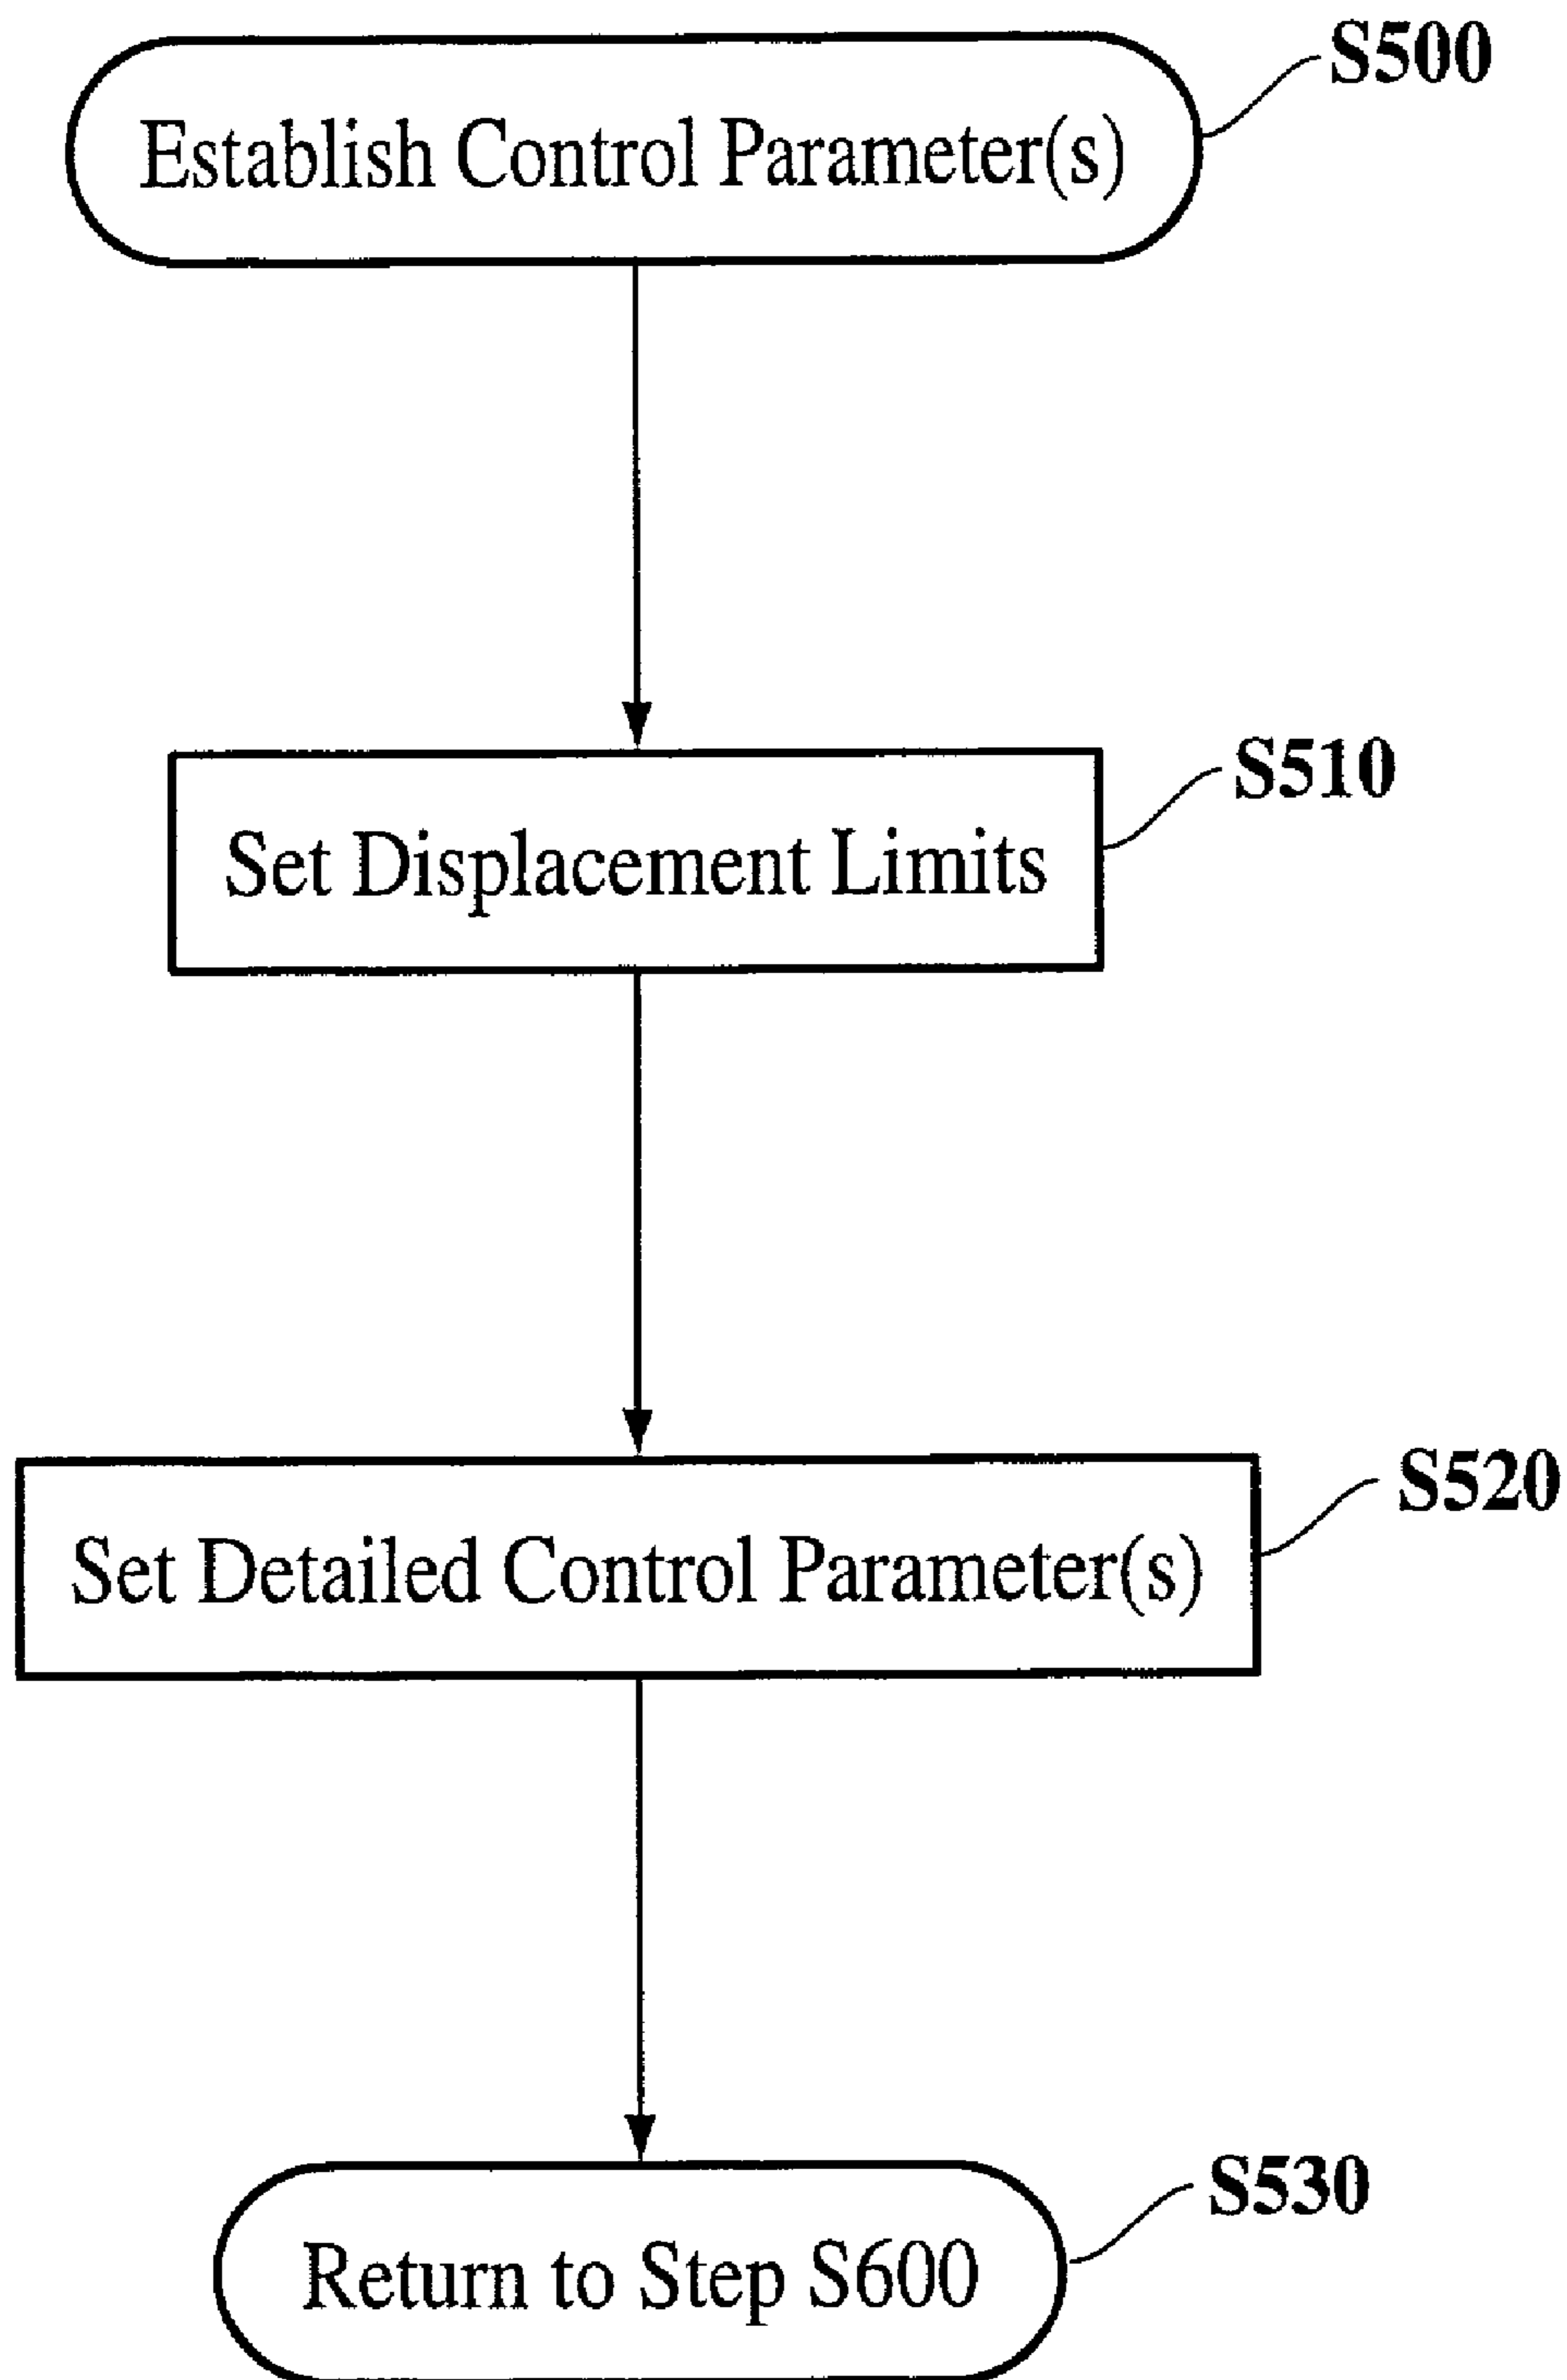 S500
Establish Control Parameter(s)
S510
Set Displacement Limits
S520
Set Detailed Control Parameter(s)
S530
Return to Step S600